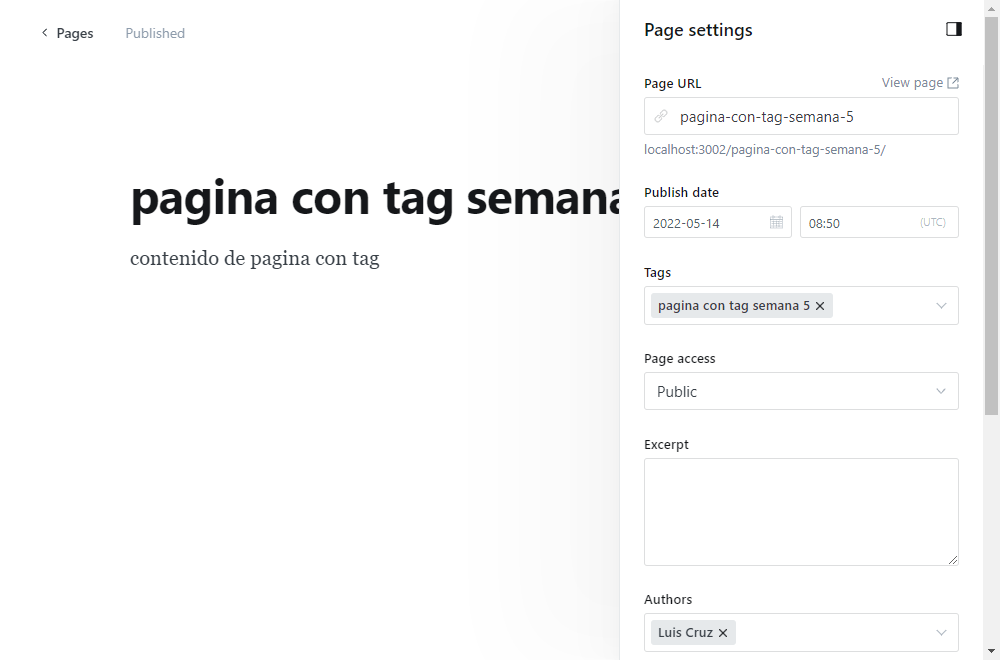 Pages
Published
pagina con tag semana
contenido de pagina con tag
Page settings
Page URL
View page
pagina-con-tag-semana-5
localhost:3002/pagina-con-tag-semana-5/
Publish date
2022-05-14
08:50
(UTC)
Tags
pagina con tag semana 5
Page access
Public
Excerpt
Authors
Luis Cruz